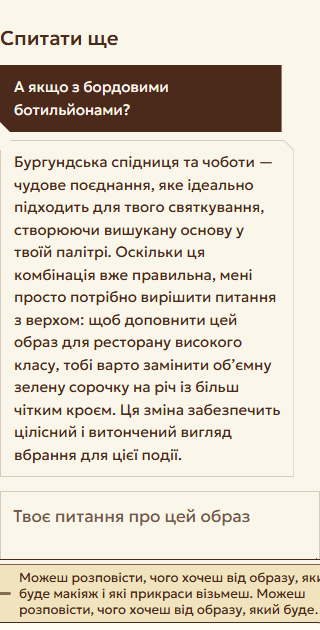 Спитати ще
А якщо з бордовими
ботильйонами?
Бургундська спідниця та чоботи —
чудове поєднання, яке ідеально
підходить для твого святкування,
створюючи вишукану основу у
твоїй палітрі. Оскільки ця
комбінація вже правильна, мені
просто потрібно вирішити питання
з верхом: щоб доповнити цей
образ для ресторану високого
класу, тобі варто замінити об’ємну
зелену сорочку на річ із більш
чітким кроєм. Ця зміна забезпечить
цілісний і витончений вигляд
вбрання для цієї події.
Твоє питання про цей образ
Можеш розповісти, чого хочеш від образу,
буде макіяж і які прикраси візьмеш. Можеш
розповісти, чого хочеш від образу, який буде.